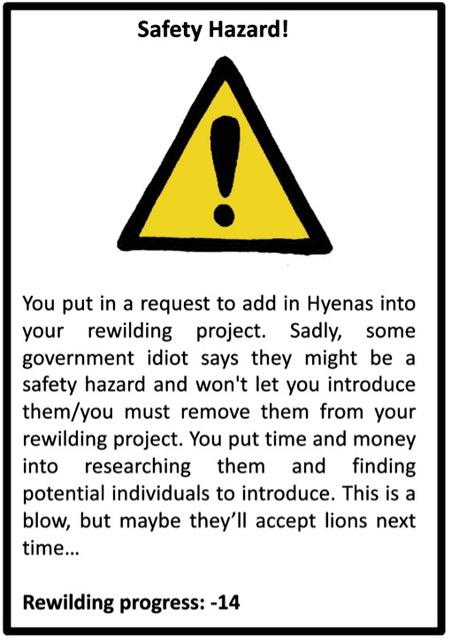 Safety Hazard!
You put in a request to add in Hyenas into
your rewilding project. Sadly, some
government idiot says they might be a
safety hazard and won't let you introduce
them/you must remove them from your
rewilding project. You put time and money
into researching them and finding
potential individuals to introduce. This is a
blow, but maybe they’ll accept lions next
time...
Rewilding progress: -14